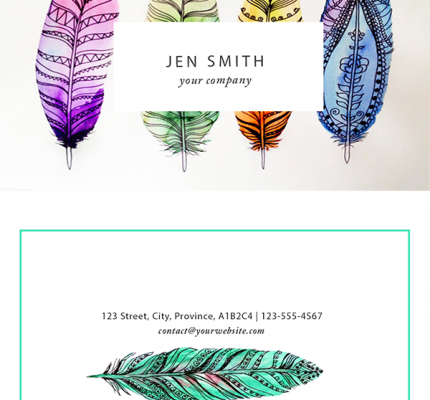 JEN SMITH
your company
123 Street, City, Province, A1B2C4 | 123-555-4567
contact@yourwebsite.com